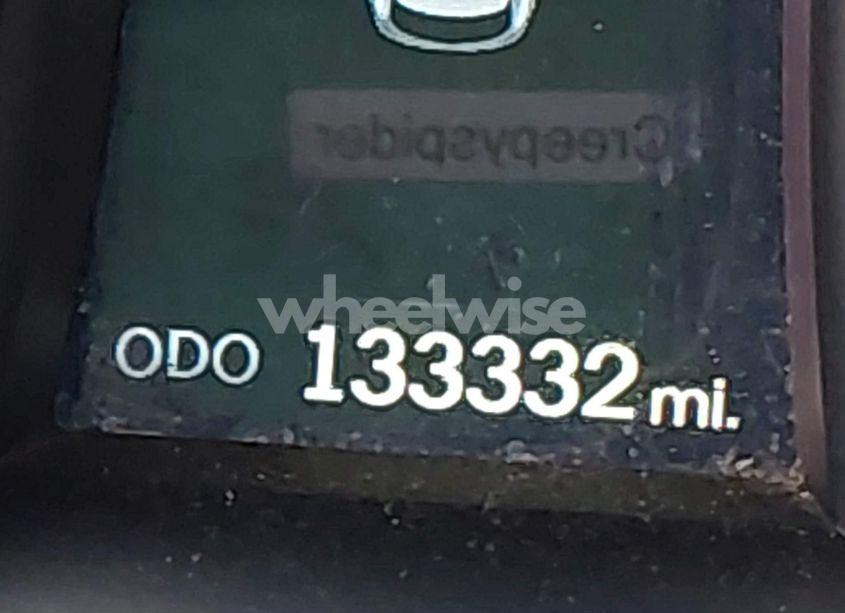 Creepyspider
wheelwise
ODO 133332 mi.